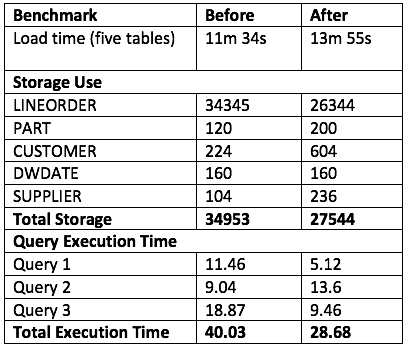 Benchmark Before After
Load time (five tables) 11m 34s 13m 55s
Storage Use
LINEORDER 34345 26344
PART 120 200
CUSTOMER 224 604
DWDATE 160 160
SUPPLIER 104 236
Total Storage 34953 27544
Query Execution Time
Query 1 11.46 5.12
Query 2 9.04 13.6
Query 3 18.87 9.46
Total Execution Time 40.03 28.68